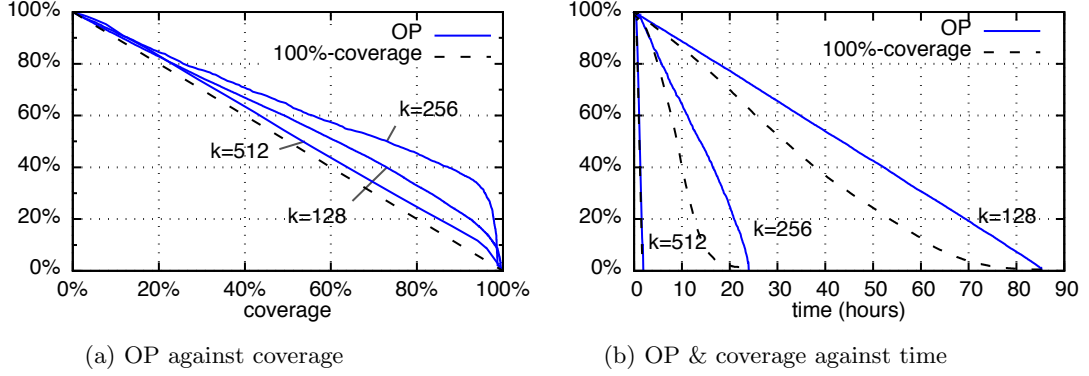 100%
80%
60%
40%
20%
0%
0% 20% 40% 60% 80% 100%
coverage
OP
100%-coverage
k=256
k=512
k=128
(a) OP against coverage
100%
80%
60%
40%
20%
0%
0 10 20 30 40 50 60 70 80 90
time (hours)
OP
100%-coverage
k=128
k=256
k=512
(b) OP & coverage against time